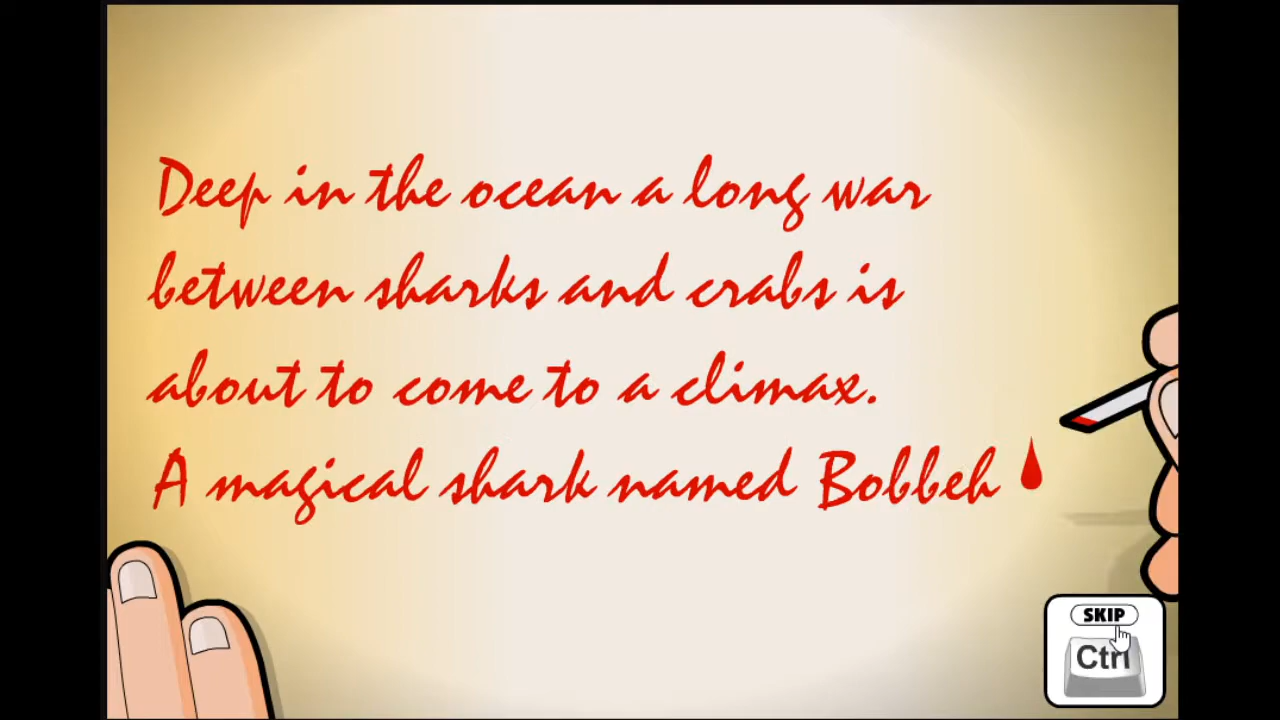 Deep in the ocean a long war
between sharks and crabs is
about to come to a climax.
A magical shark named Bobbeh
SKIP
Ctrl